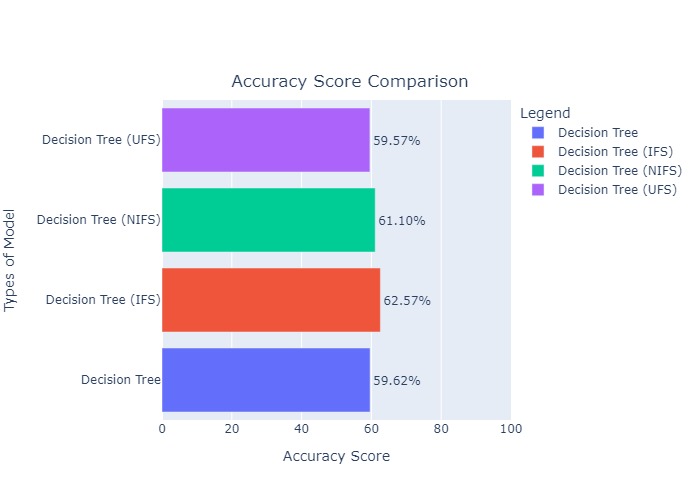 Accuracy Score Comparison
Legend
Decision Tree
Decision Tree (IFS)
Decision Tree (NIFS)
Decision Tree (UFS)
Types of Model
Decision Tree (UFS)
59.57%
Decision Tree (NIFS)
61.10%
Decision Tree (IFS)
62.57%
Decision Tree
59.62%
0 20 40 60 80 100
Accuracy Score